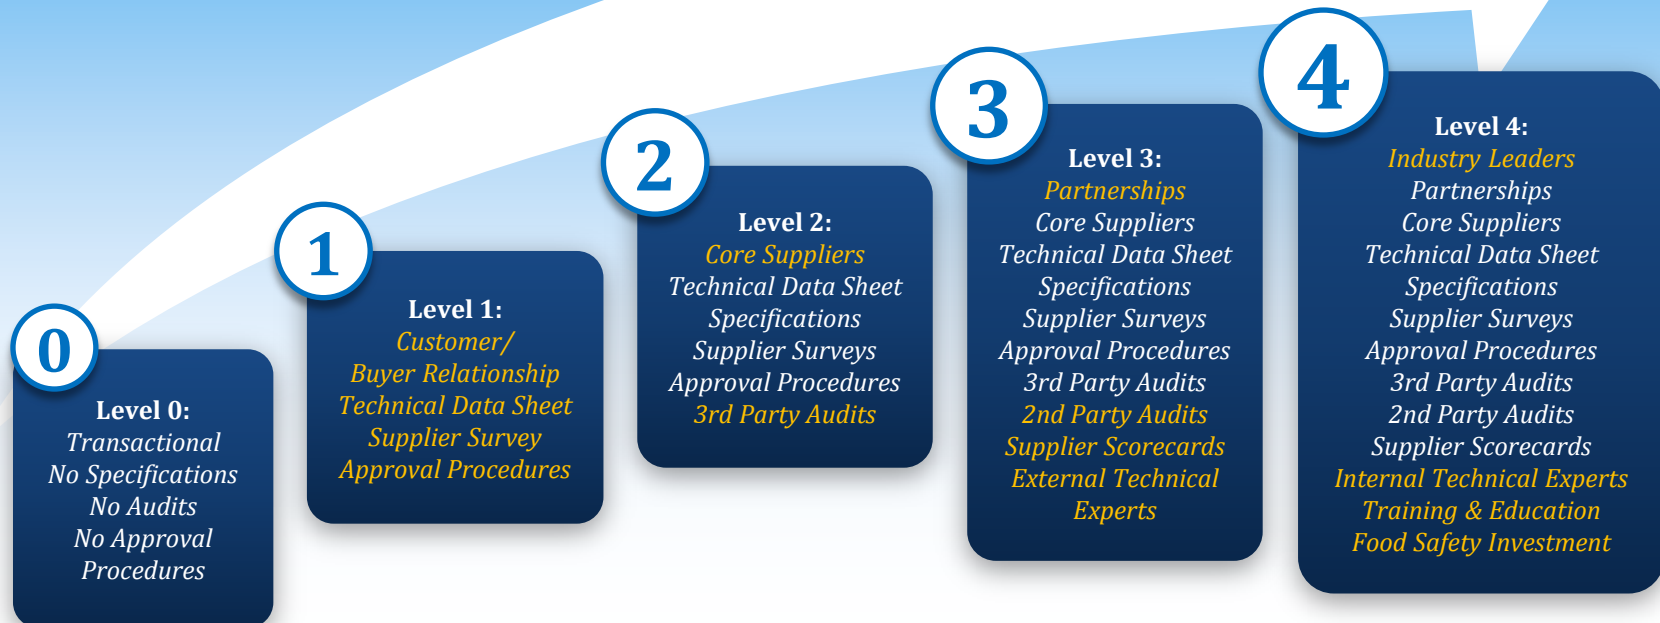 0
Level 0:
Transactional
No Specifications
No Audits
No Approval
Procedures
1
Level 1:
Customer/
Buyer Relationship
Technical Data Sheet
Supplier Survey
Approval Procedures
2
Level 2:
Core Suppliers
Technical Data Sheet
Specifications
Supplier Surveys
Approval Procedures
3rd Party Audits
3
Level 3:
Partnerships
Core Suppliers
Technical Data Sheet
Specifications
Supplier Surveys
Approval Procedures
3rd Party Audits
2nd Party Audits
Supplier Scorecards
External Technical
Experts
4
Level 4:
Industry Leaders
Partnerships
Core Suppliers
Technical Data Sheet
Specifications
Supplier Surveys
Approval Procedures
3rd Party Audits
2nd Party Audits
Supplier Scorecards
Internal Technical Experts
Training & Education
Food Safety Investment